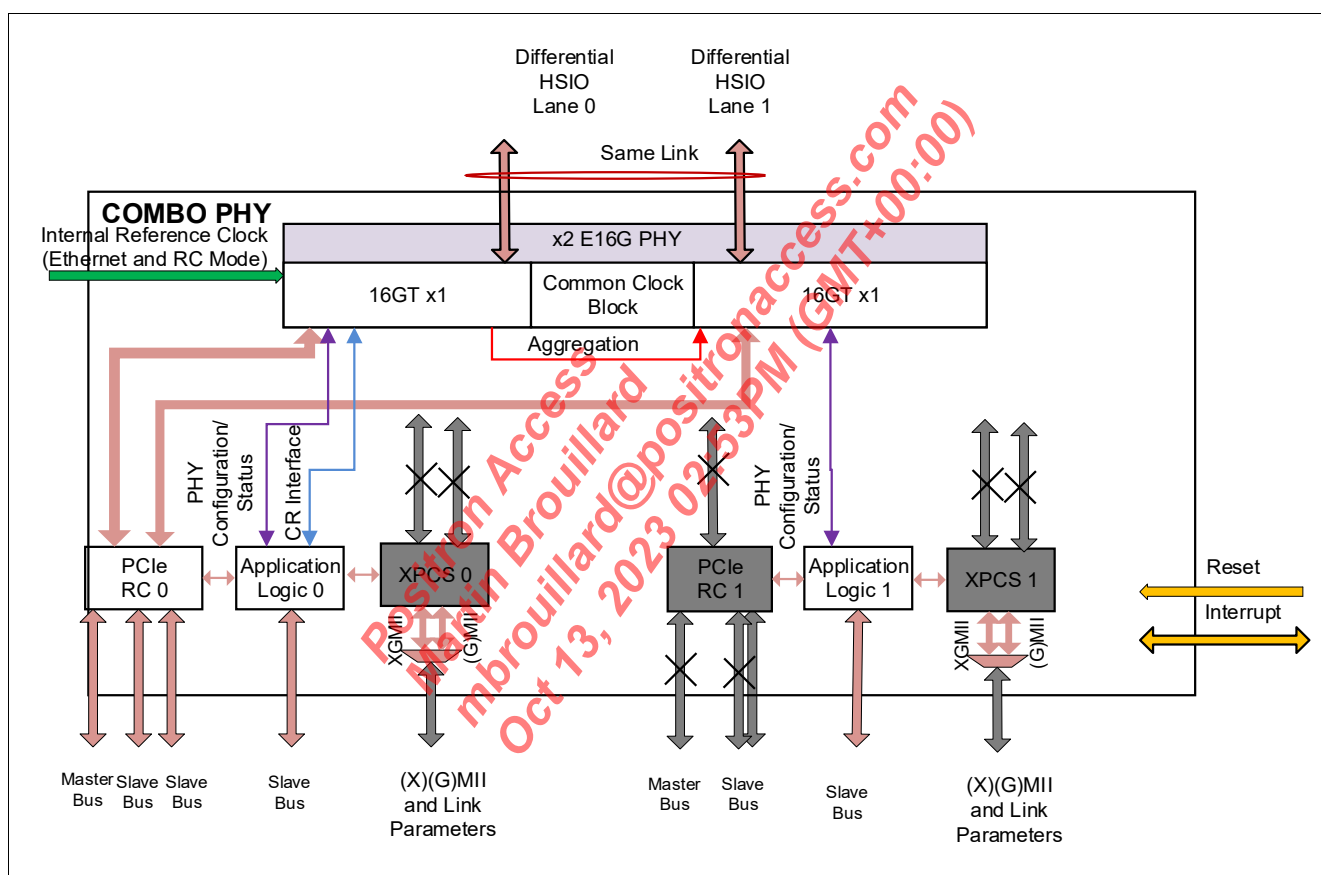 Differential
HSIO
Lane 0
Differential
HSIO
Lane 1
Same Link
COMBO PHY
Internal Reference Clock
(Ethernet and RC Mode)
x2 E16G PHY
16GT x1
Common Clock
Block
16GT x1
Aggregation
PHY
Configuration/
Status
CR Interface
PHY
Configuration/
Status
PCIe
RC 0
Application
Logic 0
XPCS 0
PCIe
RC 1
Application
Logic 1
XPCS 1
Reset
Interrupt
XGMII
(G)MII
XGMII
(G)MII
Master
Bus
Slave
Bus
Slave
Bus
Slave
Bus
(X)(G)MII
and Link
Parameters
Master
Bus
Slave
Bus
Slave
Bus
(X)(G)MII
and Link
Parameters
Positron Access
Martin Brouillard
mbrouillard@positronaccess.com
Oct 13, 2023 02:53PM (GMT+00:00)